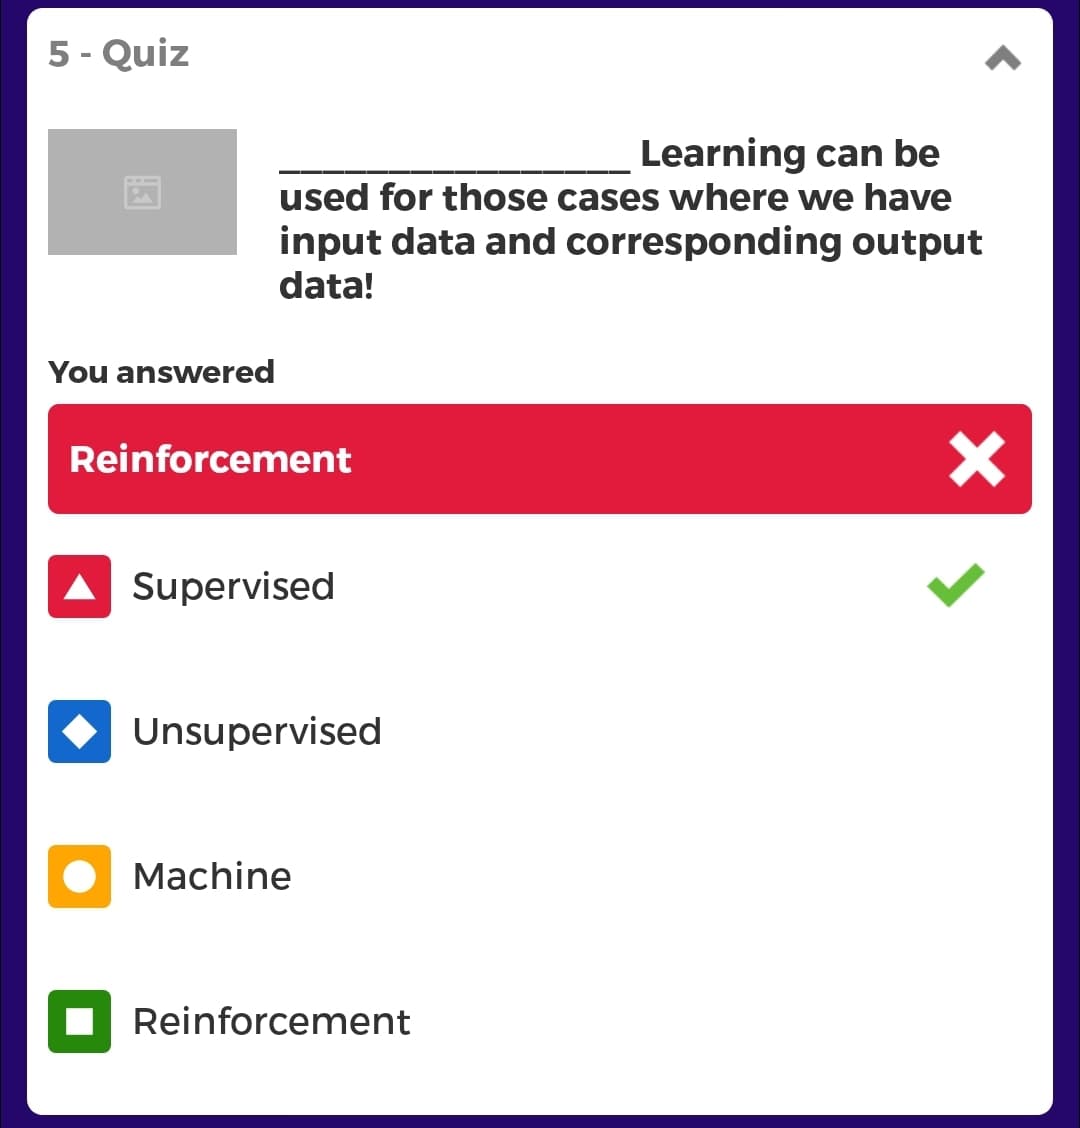 5 - Quiz
________________ Learning can be
used for those cases where we have
input data and corresponding output
data!
You answered
Reinforcement
Supervised
Unsupervised
Machine
Reinforcement